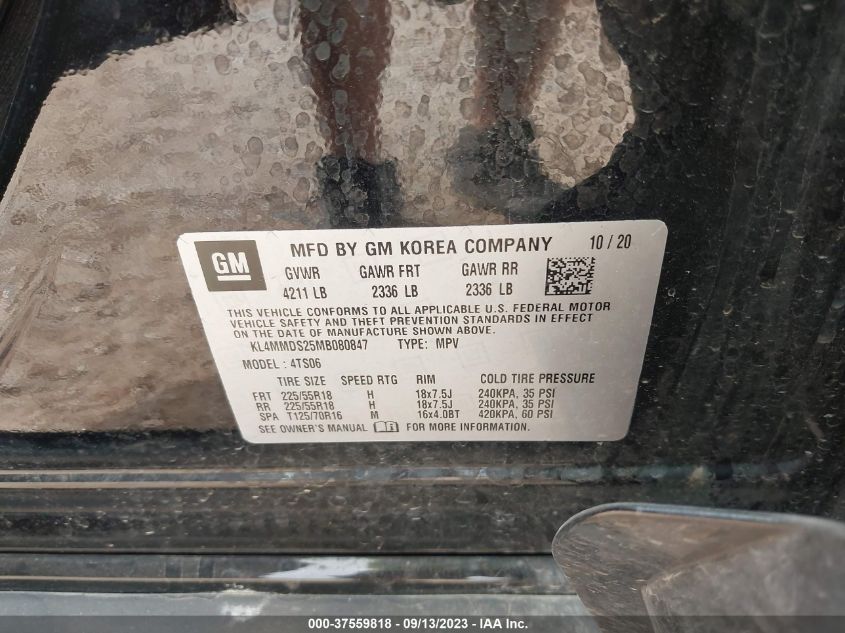 GM
MFD BY GM KOREA COMPANY 10 / 20
GVWR GAWR FRT GAWR RR
4211 LB 2336 LB 2336 LB
THIS VEHICLE CONFORMS TO ALL APPLICABLE U.S. FEDERAL MOTOR
VEHICLE SAFETY AND THEFT PREVENTION STANDARDS IN EFFECT
ON THE DATE OF MANUFACTURE SHOWN ABOVE.
KL4MMDS25MB080847 TYPE: MPV
MODEL : 4TS06
TIRE SIZE SPEED RTG RIM COLD TIRE PRESSURE
FRT 225/55R18 H 18x7.5J 240KPA, 35 PSI
RR 225/55R18 H 18x7.5J 240KPA, 35 PSI
SPA T125/70R16 M 16x4.0BT 420KPA, 60 PSI
SEE OWNER'S MANUAL FOR MORE INFORMATION.
000-37559818 - 09/13/2023 - IAA Inc.